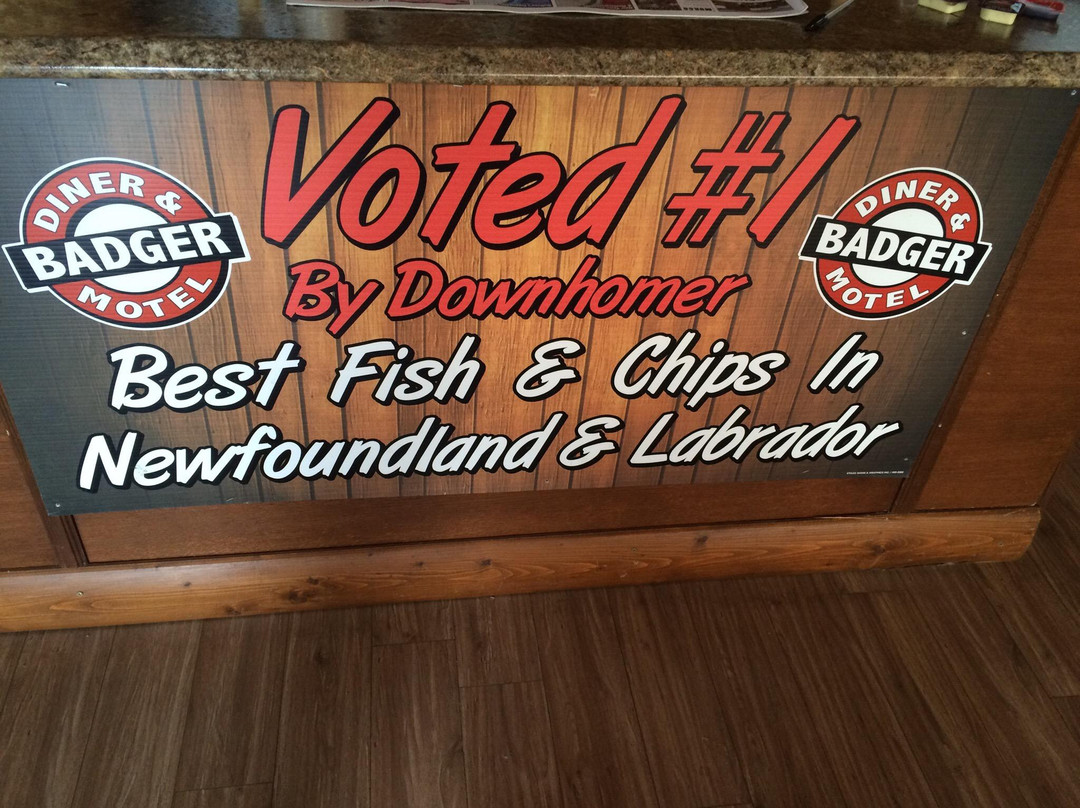 Voted #1
By Downhomer
Best Fish & Chips In
Newfoundland & Labrador
DINER &
BADGER
MOTEL
DINER &
BADGER
MOTEL